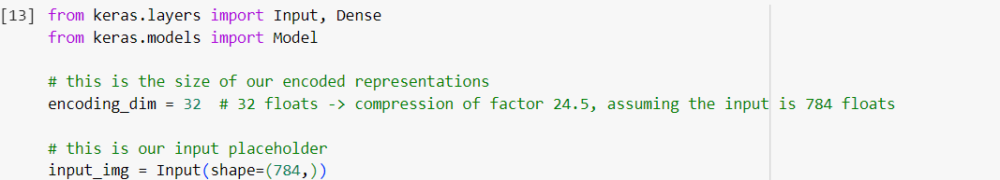 [13] from keras.layers import Input, Dense
from keras.models import Model
# this is the size of our encoded representations
encoding_dim = 32  # 32 floats -> compression of factor 24.5, assuming the input is 784 floats
# this is our input placeholder
input_img = Input(shape=(784,))